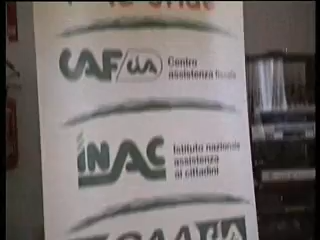 CAF/cia Centro
assistenza fiscale
INAC Istituto nazionale
assistenza
ai cittadini